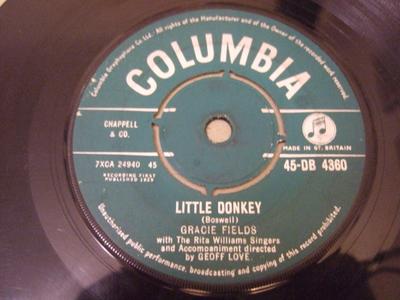 All rights of the Manufacturer and of the Owner of the recorded work reserved.
Columbia Graphophone Co. Ltd.
COLUMBIA
CHAPPELL
& CO.
MADE IN GT. BRITAIN
7XCA 24940 45
45-DB 4360
RECORDING FIRST
PUBLISHED 1959
LITTLE DONKEY
(Boswell)
GRACIE FIELDS
with The Rita Williams Singers
and Accompaniment directed
by GEOFF LOVE.
Unauthorised public performance, broadcasting and copying of this record prohibited.